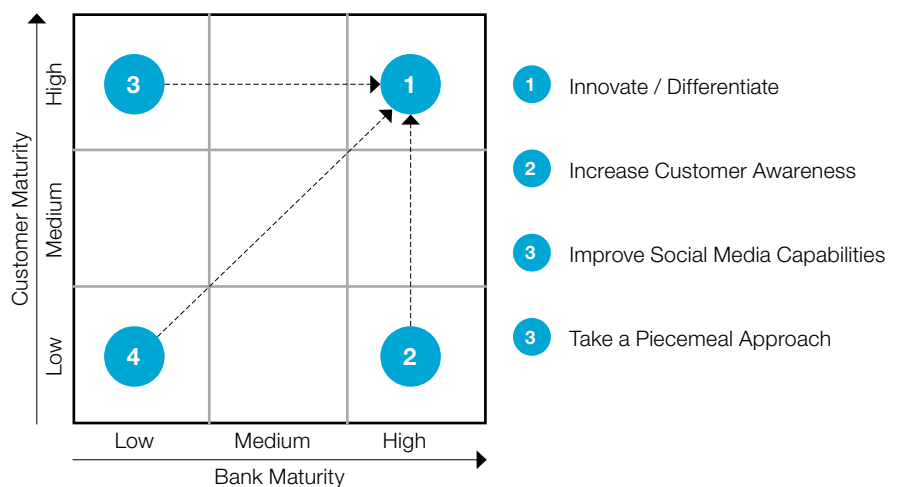 Customer Maturity
High
Medium
Low
3
1
4
2
Low Medium High
Bank Maturity
1 Innovate / Differentiate
2 Increase Customer Awareness
3 Improve Social Media Capabilities
3 Take a Piecemeal Approach